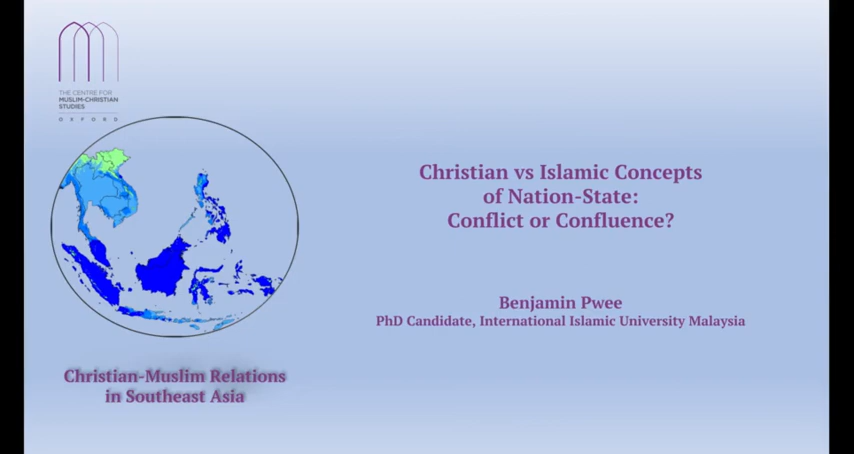 THE CENTRE FOR
MUSLIM-CHRISTIAN
STUDIES
OXFORD
Christian vs Islamic Concepts
of Nation-State:
Conflict or Confluence?
Benjamin Pwee
PhD Candidate, International Islamic University Malaysia
Christian-Muslim Relations
in Southeast Asia